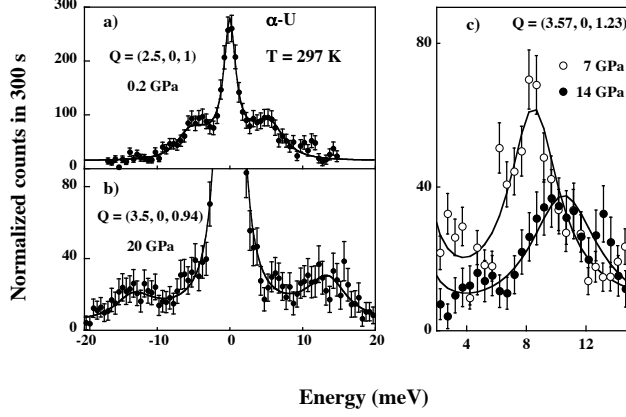 300
200
100
0
a)
α-U
Q = (2.5, 0, 1)
T = 297 K
0.2 GPa
Normalized counts in 300 s
80
40
0
b)
Q = (3.5, 0, 0.94)
20 GPa
-20
-10
0
10
20
c)
Q = (3.57, 0, 1.23)
7 GPa
14 GPa
80
40
0
4
8
12
Energy (meV)